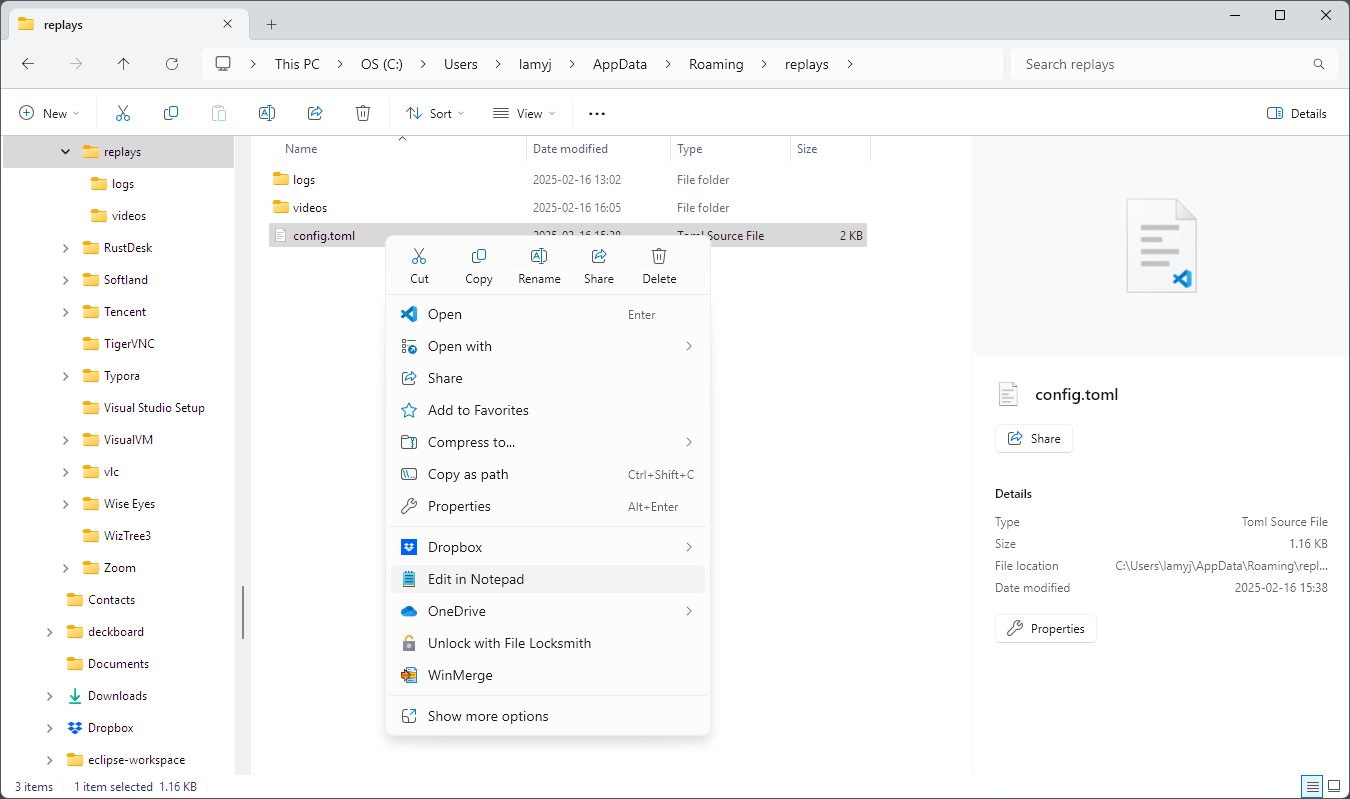 replays
This PC OS (C:) Users lamyj AppData Roaming replays
Search replays
New Sort View Details
replays
logs
videos
RustDesk
Softland
Tencent
TigerVNC
Typora
Visual Studio Setup
VisualVM
vlc
Wise Eyes
WizTree3
Zoom
Contacts
deckboard
Documents
Downloads
Dropbox
eclipse-workspace
Name Date modified Type Size
logs 2025-02-16 13:02 File folder
videos 2025-02-16 16:05 File folder
config.toml 2025-02-16 15:38 Toml Source File 2 KB
Cut Copy Rename Share Delete
Open Enter
Open with
Share
Add to Favorites
Compress to...
Copy as path Ctrl+Shift+C
Properties Alt+Enter
Dropbox
Edit in Notepad
OneDrive
Unlock with File Locksmith
WinMerge
Show more options
config.toml
Share
Details
Type Toml Source File
Size 1.16 KB
File location C:\Users\lamyj\AppData\Roaming\repl...
Date modified 2025-02-16 15:38
Properties
3 items 1 item selected 1.16 KB